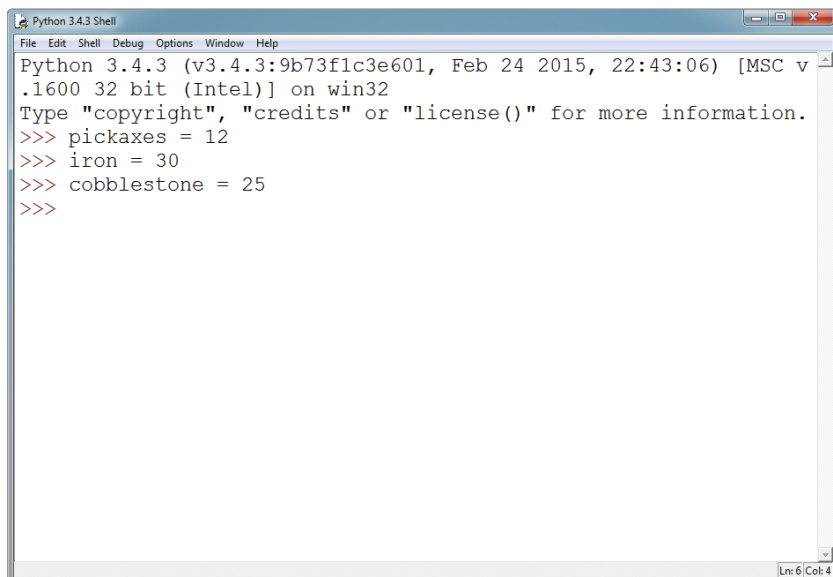 Python 3.4.3 Shell
File Edit Shell Debug Options Window Help
Python 3.4.3 (v3.4.3:9b73f1c3e601, Feb 24 2015, 22:43:06) [MSC v
.1600 32 bit (Intel)] on win32
Type "copyright", "credits" or "license()" for more information.
>>> pickaxes = 12
>>> iron = 30
>>> cobblestone = 25
>>>
Ln: 6 Col: 4